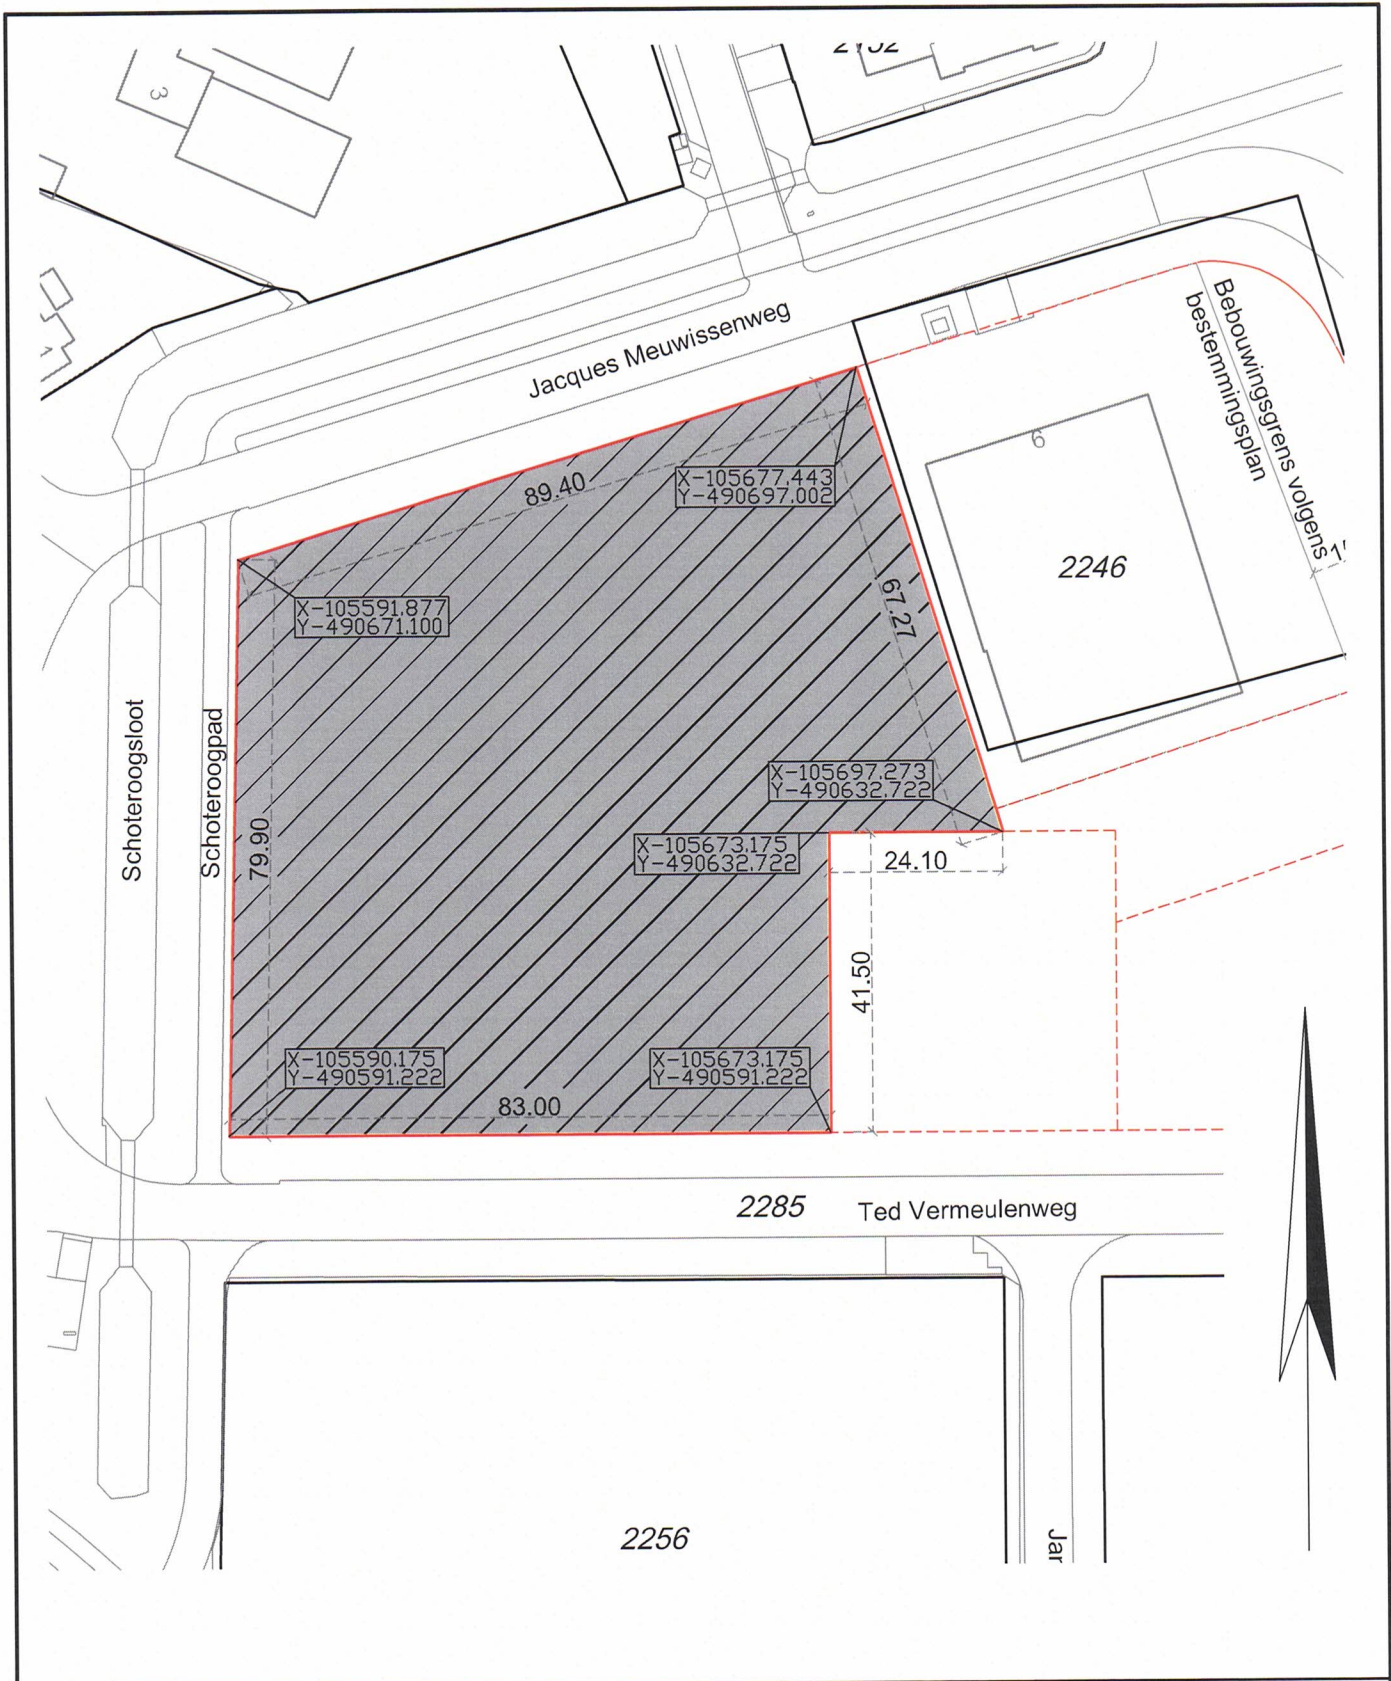 3
Jacques Meuwissenweg
Bebouwingsgrens volgens
bestemmingsplan
6
89.40
X-105677.443
Y-490697.002
2246
67.27
X-105591.877
Y-490671.100
Schoteroogsloot
Schoteroogpad
79.90
X-105697.273
Y-490632.722
X-105673.175
Y-490632.722
24.10
41.50
X-105590.175
Y-490591.222
X-105673.175
Y-490591.222
83.00
2285
Ted Vermeulenweg
2256
Jan